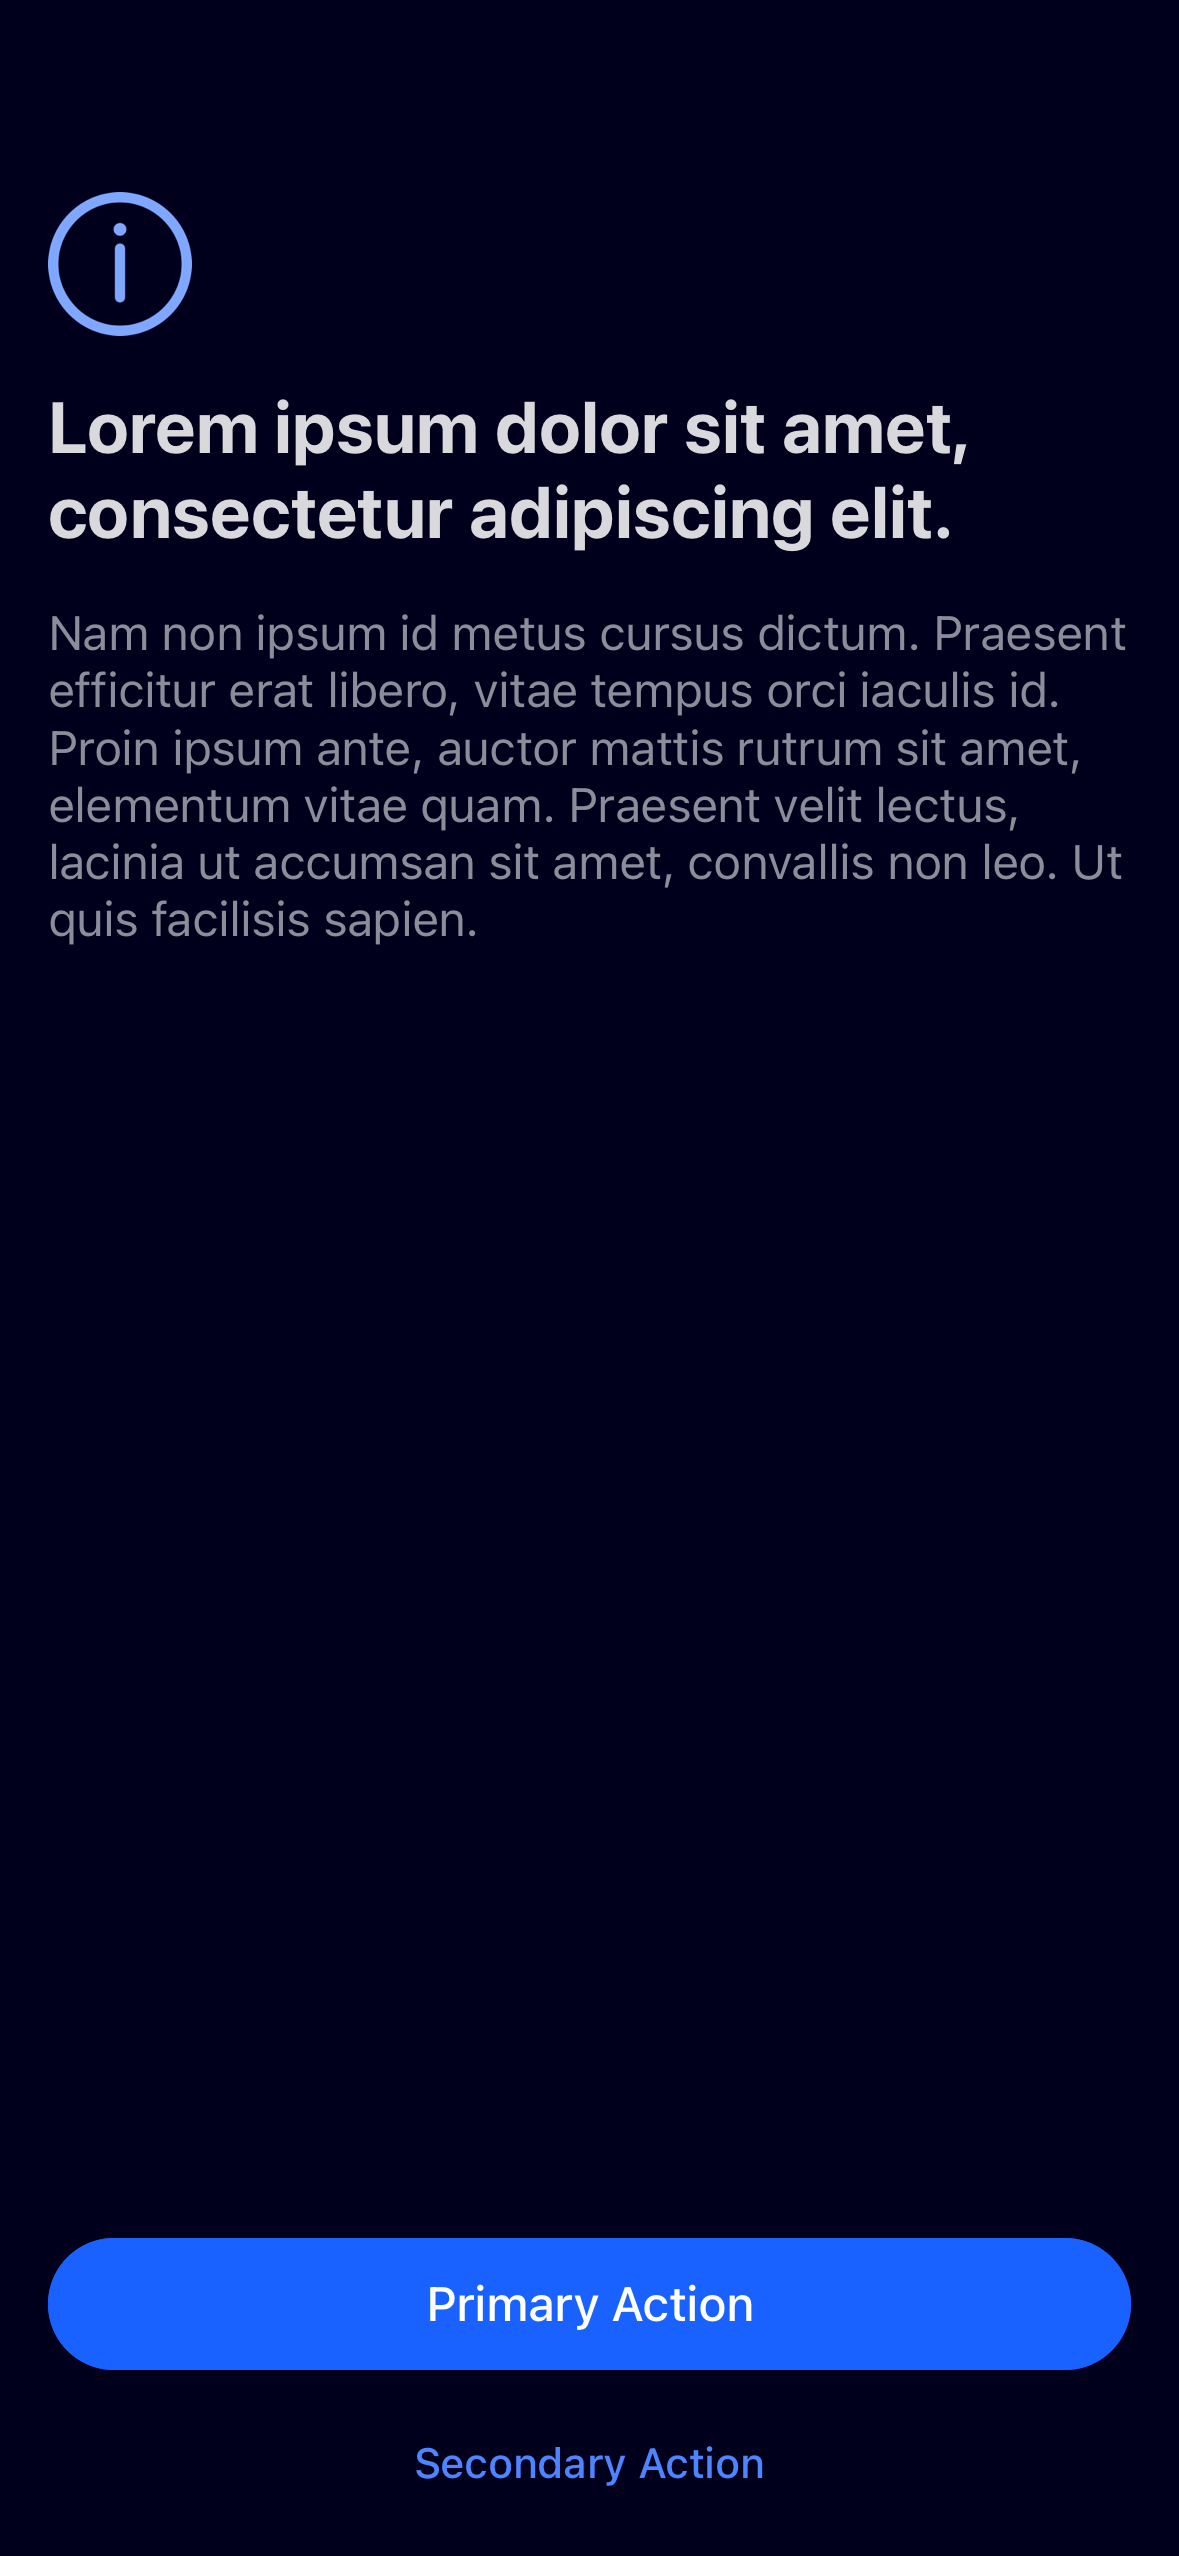 Lorem ipsum dolor sit amet,
consectetur adipiscing elit.
Nam non ipsum id metus cursus dictum. Praesent
efficitur erat libero, vitae tempus orci iaculis id.
Proin ipsum ante, auctor mattis rutrum sit amet,
elementum vitae quam. Praesent velit lectus,
lacinia ut accumsan sit amet, convallis non leo. Ut
quis facilisis sapien.
Primary Action
Secondary Action